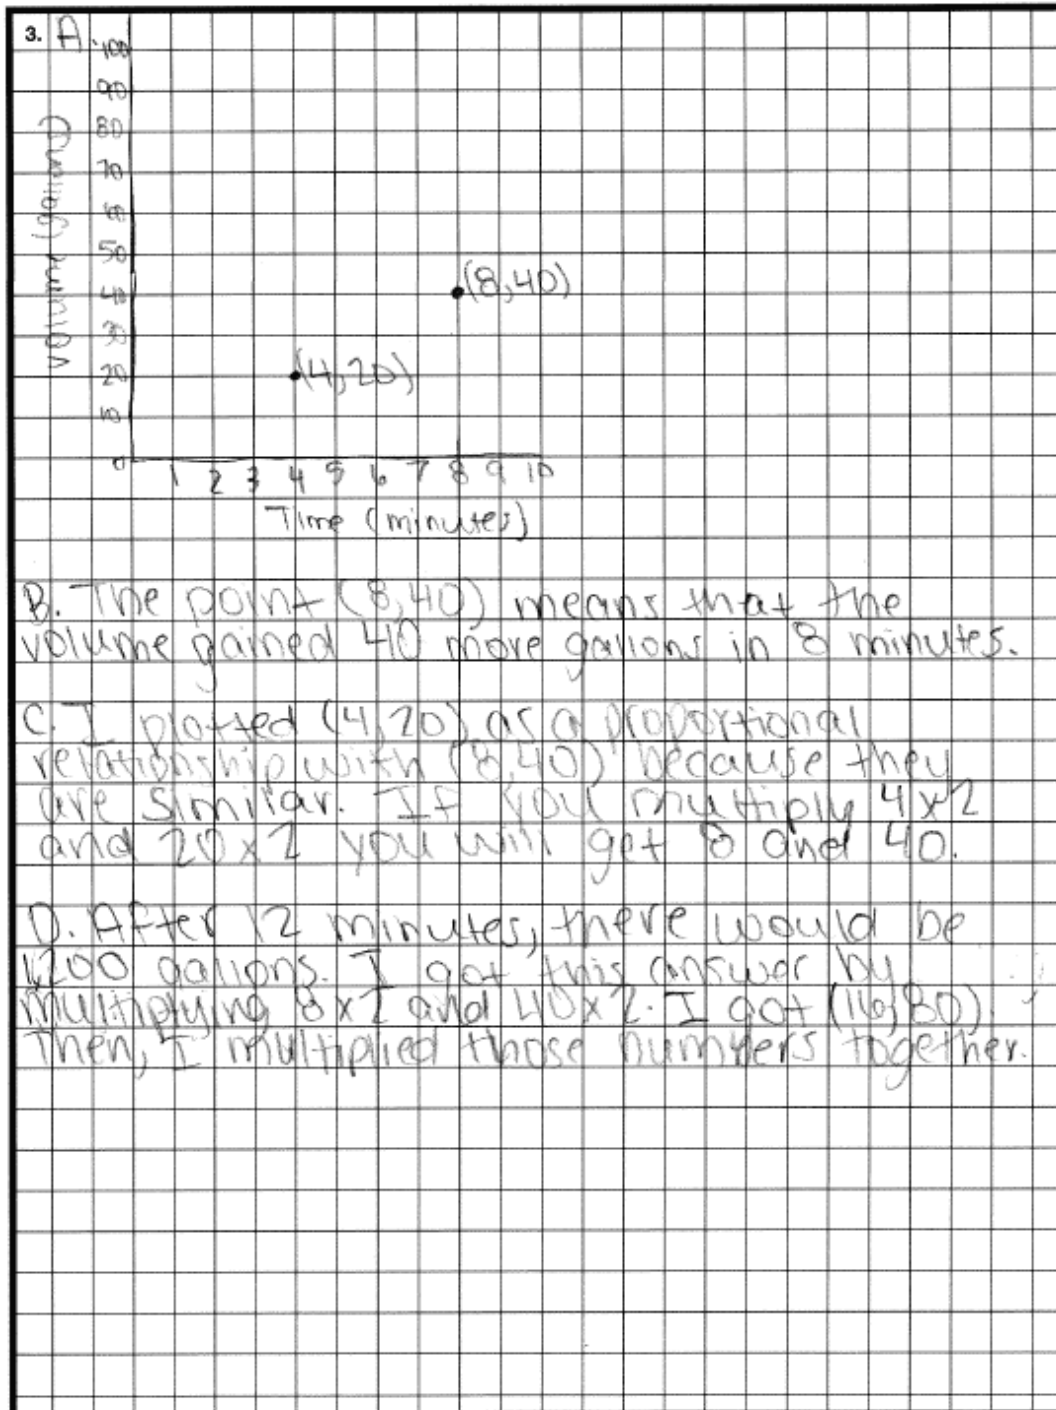 3. A
100
90
80
70
60
50
40
30
20
10
0
Volume (gallons)
(8,40)
(4,20)
1 2 3 4 5 6 7 8 9 10
Time (minutes)
B. The point (8,40) means that the
volume gained 40 more gallons in 8 minutes.
C. I plotted (4,20) as a proportional
relationship with (8,40) because they
are similar. If you multiply 4x2
and 20x2 you will get 8 and 40.
D. After 12 minutes, there would be
1,200 gallons. I got this answer by
multiplying 8x2 and 40x2. I got (16,80).
Then, I multiplied those numbers together.